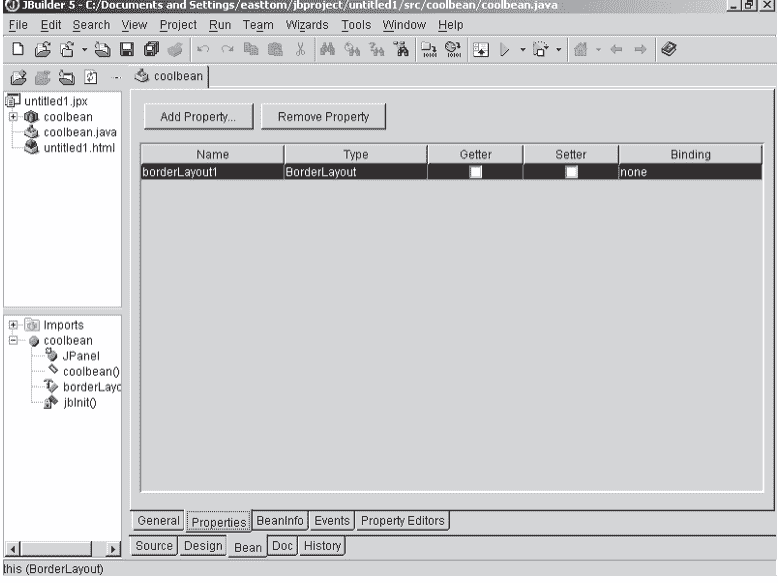 JBuilder 5 - C:/Documents and Settings/easttom/jbproject/untitled1/src/coolbean/coolbean.java
File Edit Search View Project Run Team Wizards Tools Window Help
coolbean
untitled1.jpx
coolbean
coolbean.java
untitled1.html
Add Property... Remove Property
Name Type Getter Setter Binding
borderLayout1 BorderLayout none
Imports
coolbean
JPanel
coolbean()
borderLayo
jbInit()
General Properties BeanInfo Events Property Editors
Source Design Bean Doc History
this (BorderLayout)